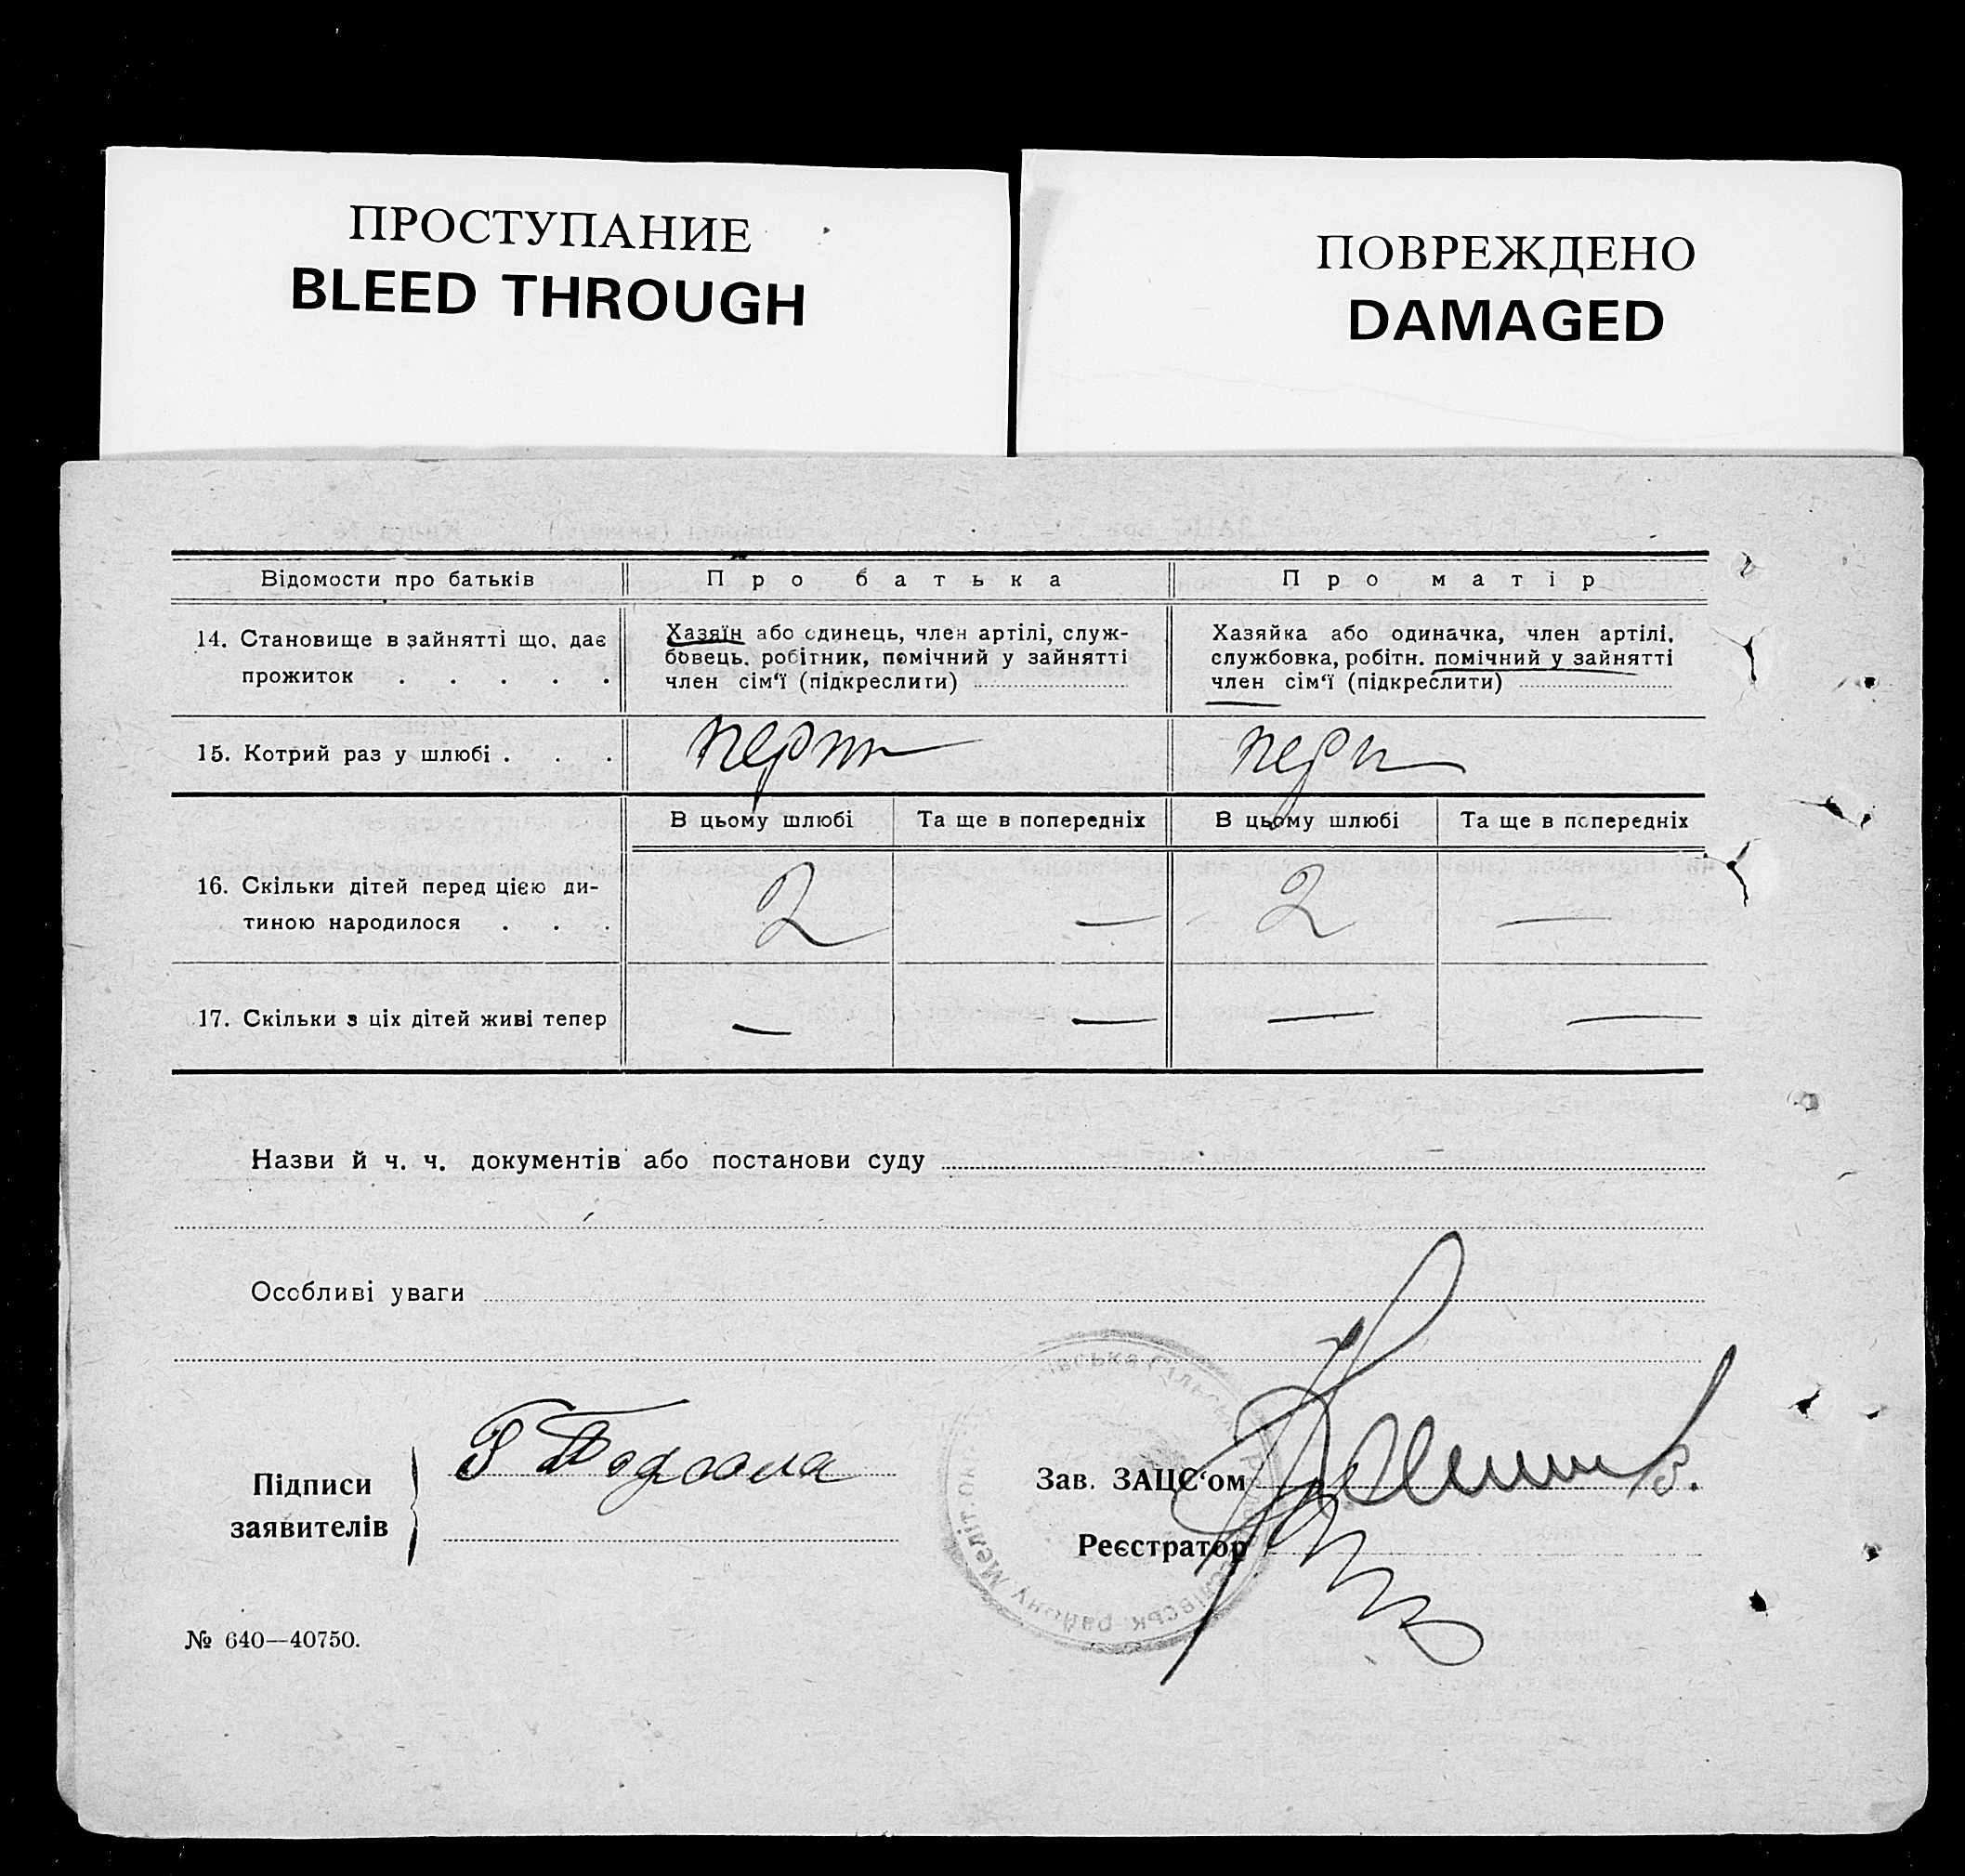 ПРОСТУПАНИЕ
BLEED THROUGH
ПОВРЕЖДЕНО
DAMAGED
Відомости про батьків
Про батька
Про матір
14. Становище в зайнятті що, дає
прожиток . . . . .
Хазяїн або одинець, член артілі, служ-
бовець. робітник, помічний у зайнятті
член сім‘ї (підкреслити)
Хазяйка або одиначка, член артілі,
службовка, робітн. помічний у зайнятті
член сім‘ї (підкреслити)
15. Котрий раз у шлюбі . . .
В цьому шлюбі
Та ще в попередніх
В цьому шлюбі
Та ще в попередніх
16. Скільки дітей перед цією ди-
тиною народилося . . .
2 — 2 —
17. Скільки з ціх дітей живі тепер
— — — —
Назви й ч. ч. документів або постанови суду
Особливі уваги
Підписи
заявителів
Зав. ЗАЦС‘ом
Реєстратор
№ 640—40750.